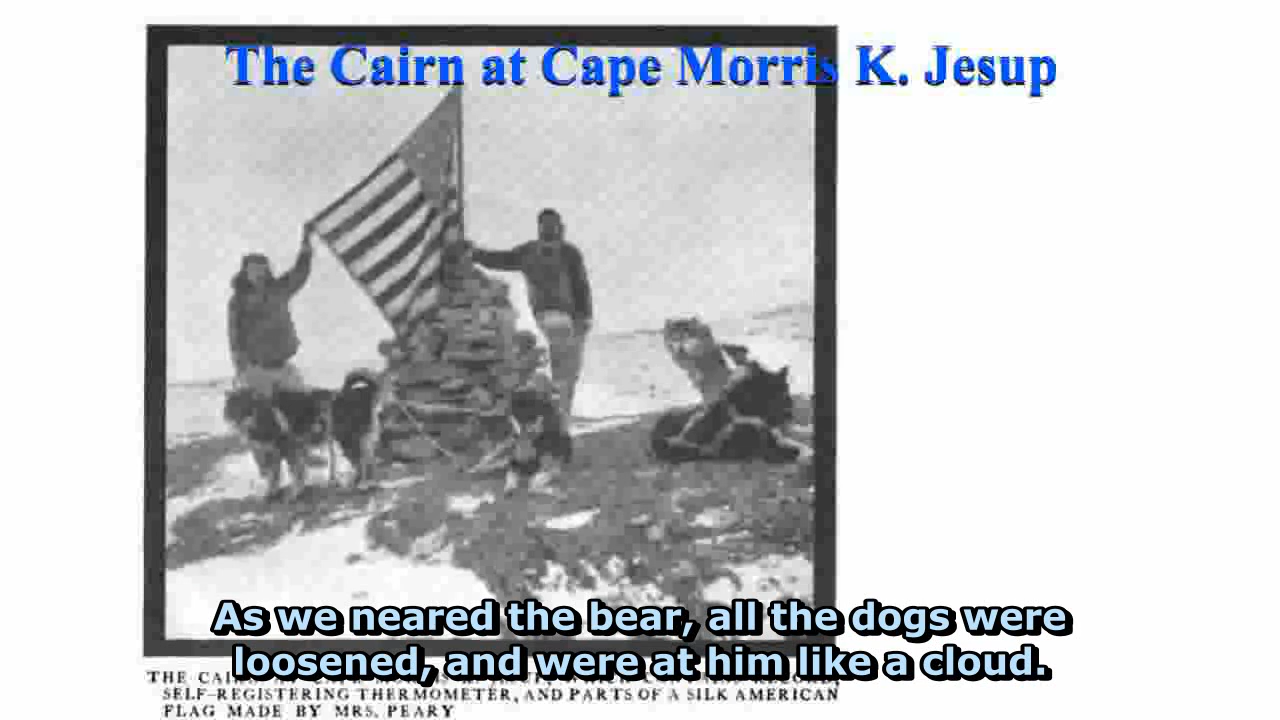 The Cairn at Cape Morris K. Jesup
As we neared the bear, all the dogs were
loosened, and were at him like a cloud.
THE
SELF-REGISTERING THERMOMETER, AND PARTS OF A SILK AMERICAN
FLAG MADE BY MRS. PEARY